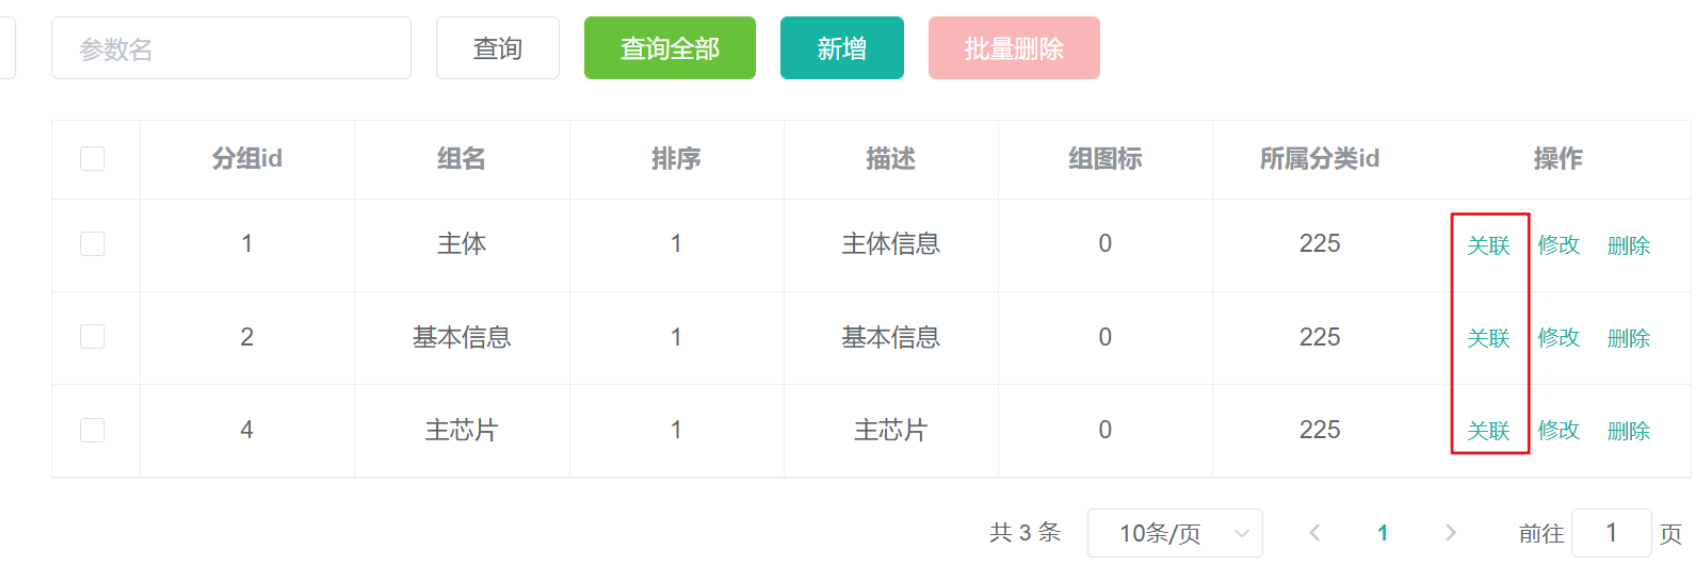 参数名 查询 查询全部 新增 批量删除
分组id 组名 排序 描述 组图标 所属分类id 操作
1 主体 1 主体信息 0 225 关联 修改 删除
2 基本信息 1 基本信息 0 225 关联 修改 删除
4 主芯片 1 主芯片 0 225 关联 修改 删除
共 3 条 10条/页 1 前往 1 页